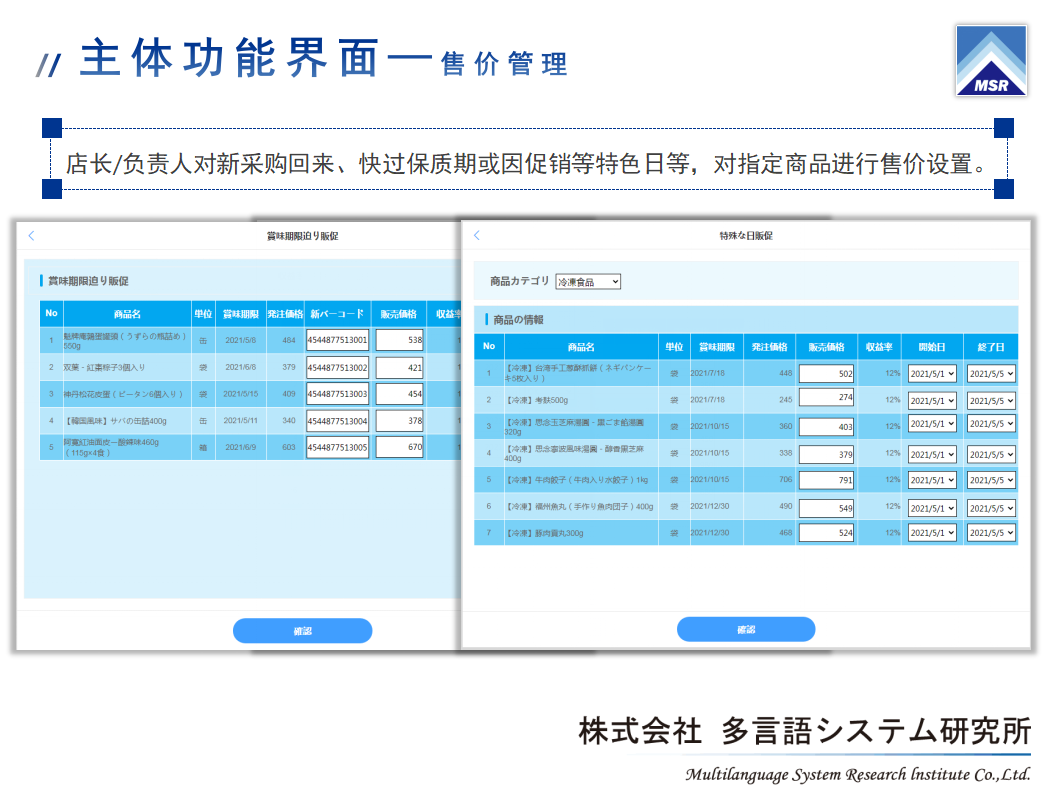 // 主体功能界面—售价管理
MSR
店长/负责人对新采购回来、快过保质期或因促销等特色日等，对指定商品进行售价设置。
賞味期限迫り販促
賞味期限迫り販促
No 商品名 単位 賞味期限 発注価格 新バーコード 販売価格 収益率
1 魁牌庵鶉蛋罐頭（うずらの瓶詰め）550g 缶 2021/5/8 484 4544877513001 538
2 双葉・紅棗粽子3個入り 袋 2021/6/8 379 4544877513002 421
3 神丹松花皮蛋（ピータン6個入り） 袋 2021/5/15 409 4544877513003 454
4 【韓国風味】サバの缶詰400g 缶 2021/5/11 340 4544877513004 378
5 阿寛紅油面皮ー酸辣味460g（115g×4食） 箱 2021/6/9 603 4544877513005 670
確認
特殊な日販促
商品カテゴリ 冷凍食品
商品の情報
No 商品名 単位 賞味期限 発注価格 販売価格 収益率 開始日 終了日
1 【冷凍】台湾手工葱酥抓餅（ネギパンケーキ5枚入り） 袋 2021/7/18 448 502 12% 2021/5/1 2021/5/5
2 【冷凍】考麩500g 袋 2021/7/18 245 274 12% 2021/5/1 2021/5/5
3 【冷凍】思念玉芝麻湯圓・黒ごま餡湯圓320g 袋 2021/10/15 360 403 12% 2021/5/1 2021/5/5
4 【冷凍】思念寧波風味湯圓・醇香黒芝麻400g 袋 2021/10/15 338 379 12% 2021/5/1 2021/5/5
5 【冷凍】牛肉餃子（牛肉入り水餃子）1kg 袋 2021/10/15 706 791 12% 2021/5/1 2021/5/5
6 【冷凍】福州魚丸（手作り魚肉団子）400g 袋 2021/12/30 490 549 12% 2021/5/1 2021/5/5
7 【冷凍】豚肉貢丸300g 袋 2021/12/30 468 524 12% 2021/5/1 2021/5/5
確認
株式会社 多言語システム研究所
Multilanguage System Research Institute Co.,Ltd.